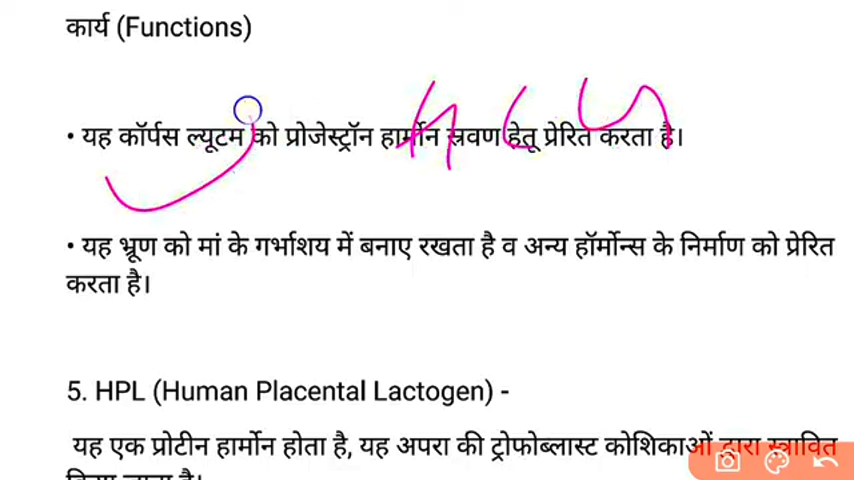 कार्य (Functions)
HCG
• यह कॉर्पस ल्यूटम को प्रोजेस्ट्रॉन हार्मोन स्रवण हेतू प्रेरित करता है।
• यह भ्रूण को मां के गर्भाशय में बनाए रखता है व अन्य हॉर्मोन्स के निर्माण को प्रेरित
करता है।
5. HPL (Human Placental Lactogen) -
यह एक प्रोटीन हार्मोन होता है, यह अपरा की ट्रोफोब्लास्ट कोशिकाओं द्वारा स्त्रावित
किया जाता है।